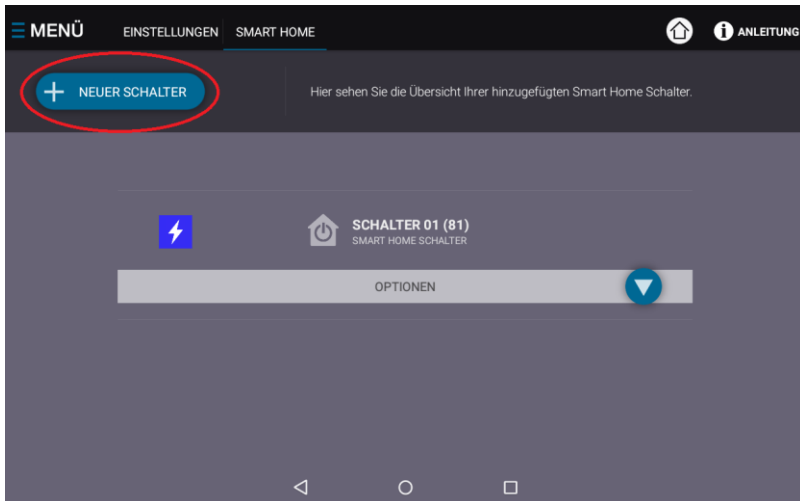 MENÜ EINSTELLUNGEN SMART HOME ANLEITUNG
NEUER SCHALTER
Hier sehen Sie die Übersicht Ihrer hinzugefügten Smart Home Schalter.
SCHALTER 01 (81)
SMART HOME SCHALTER
OPTIONEN